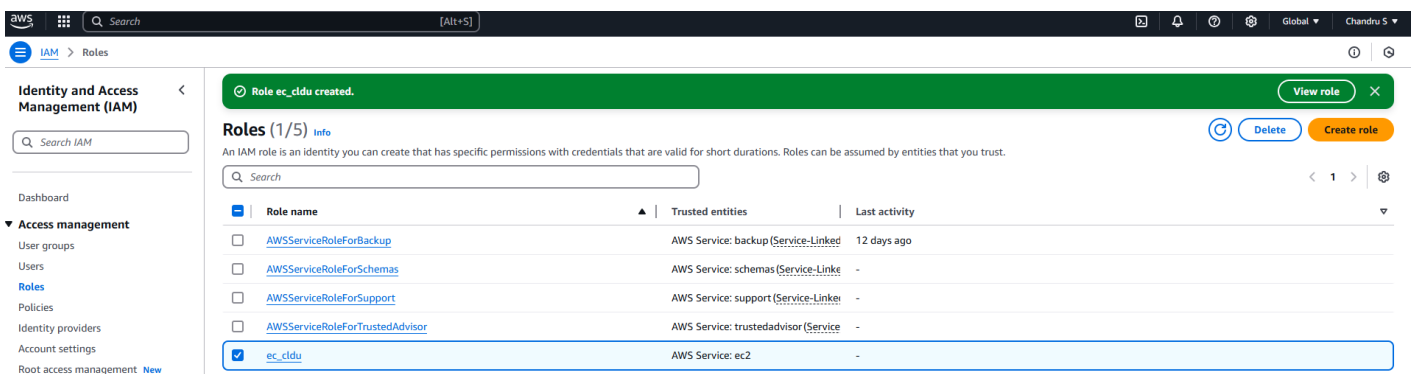 aws Search [Alt+S] Global ▼ Chandru S ▼
IAM > Roles
Identity and Access Management (IAM)
Search IAM
Dashboard
Access management
User groups
Users
Roles
Policies
Identity providers
Account settings
Root access management New
Role ec_cldu created. View role
Roles (1/5) Info Delete Create role
An IAM role is an identity you can create that has specific permissions with credentials that are valid for short durations. Roles can be assumed by entities that you trust.
Search < 1 >
Role name ▲ Trusted entities Last activity
AWSServiceRoleForBackup AWS Service: backup (Service-Linked 12 days ago
AWSServiceRoleForSchemas AWS Service: schemas (Service-Linke -
AWSServiceRoleForSupport AWS Service: support (Service-Linked -
AWSServiceRoleForTrustedAdvisor AWS Service: trustedadvisor (Service -
ec_cldu AWS Service: ec2 -